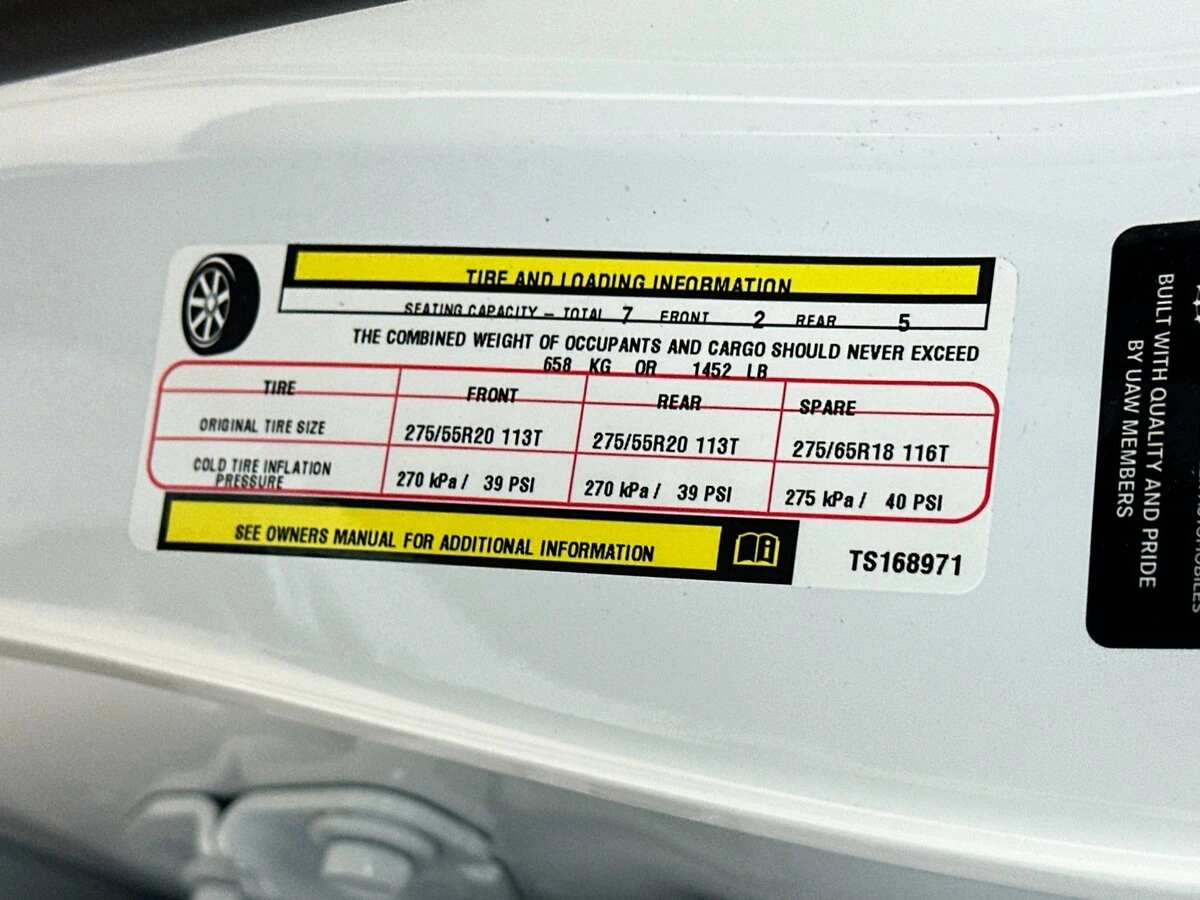 TIRE AND LOADING INFORMATION
SEATING CAPACITY – TOTAL 7 FRONT 2 REAR 5
THE COMBINED WEIGHT OF OCCUPANTS AND CARGO SHOULD NEVER EXCEED
658 KG OR 1452 LB
TIRE FRONT REAR SPARE
ORIGINAL TIRE SIZE 275/55R20 113T 275/55R20 113T 275/65R18 116T
COLD TIRE INFLATION
PRESSURE 270 kPa / 39 PSI 270 kPa / 39 PSI 275 kPa / 40 PSI
SEE OWNERS MANUAL FOR ADDITIONAL INFORMATION
TS168971
BUILT WITH QUALITY AND PRIDE
BY UAW MEMBERS